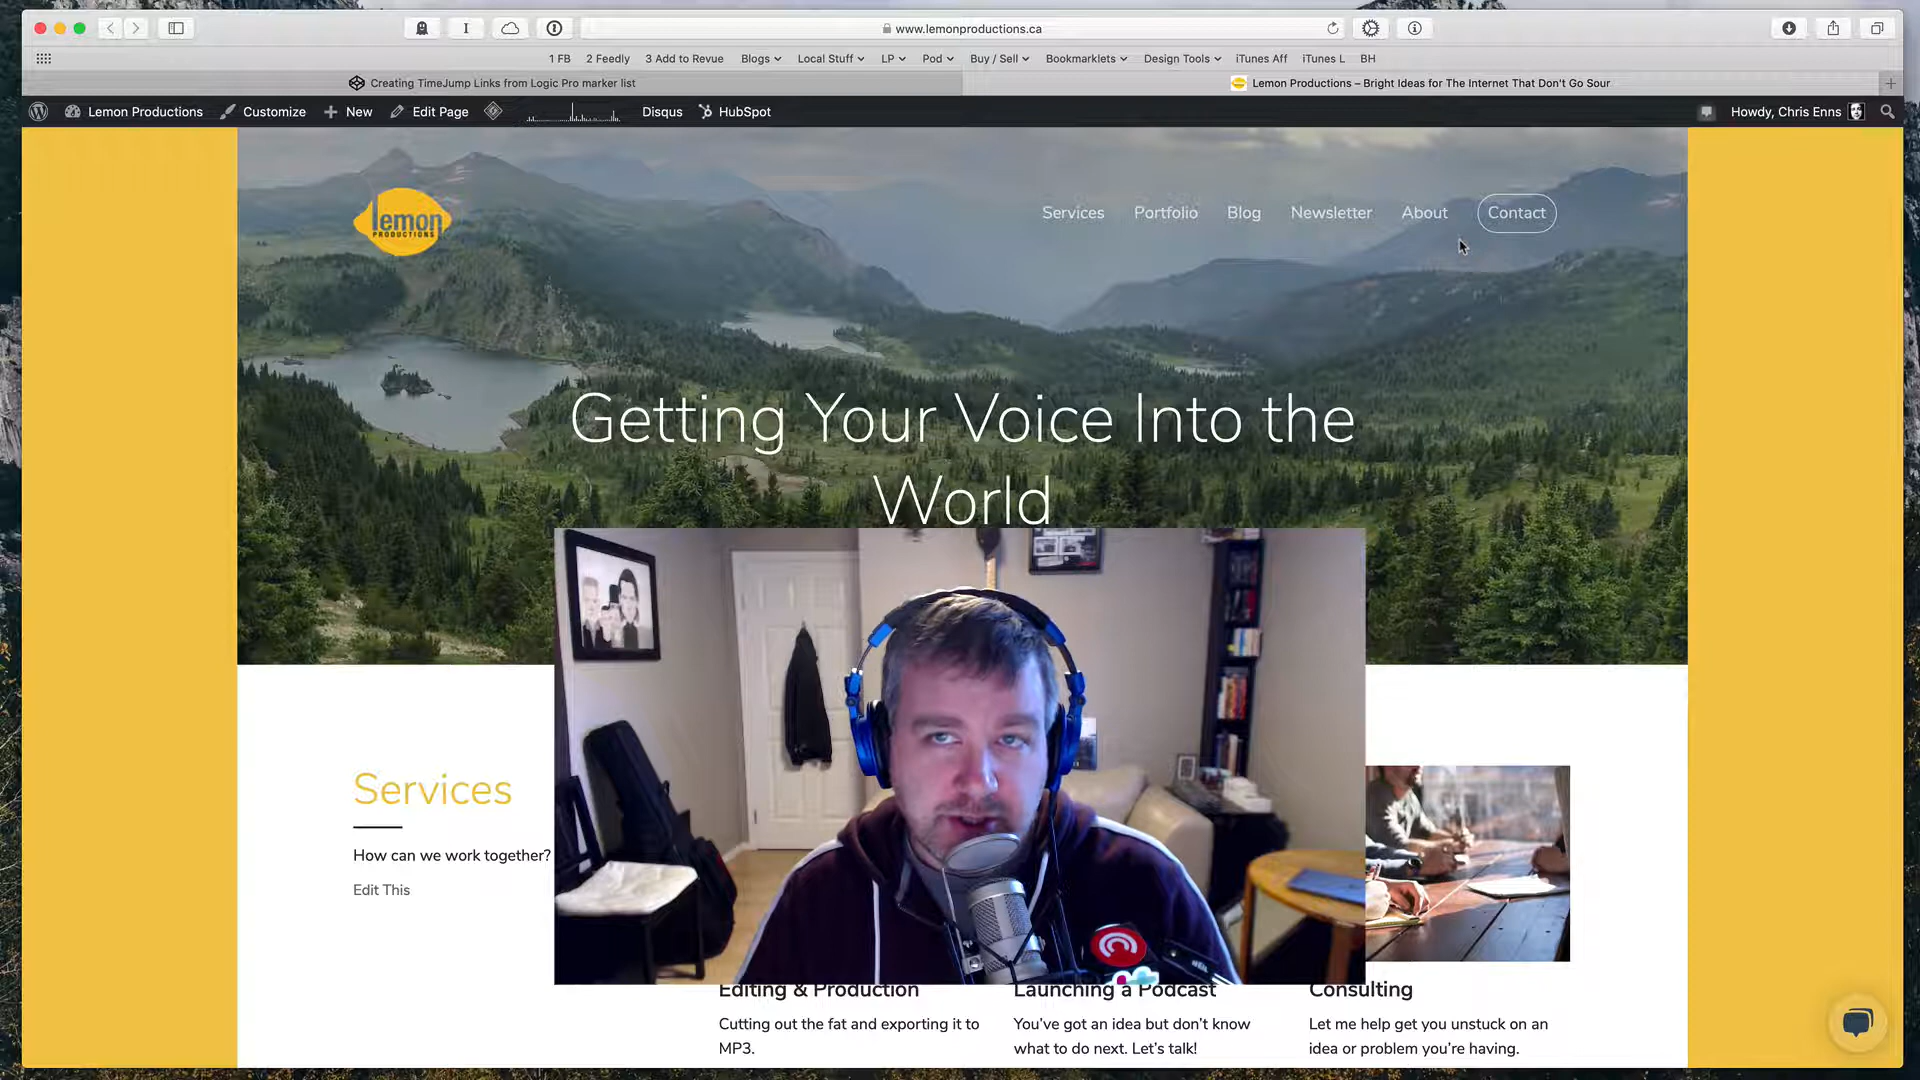 www.lemonproductions.ca
1 FB 2 Feedly 3 Add to Revue Blogs Local Stuff LP Pod Buy / Sell Bookmarklets Design Tools iTunes Aff iTunes L BH
Creating TimeJump Links from Logic Pro marker list
Lemon Productions – Bright Ideas for The Internet That Don't Go Sour
Lemon Productions Customize New Edit Page Disqus HubSpot Howdy, Chris Enns
lemon
PRODUCTIONS
Services Portfolio Blog Newsletter About Contact
Getting Your Voice Into the
World
Services
How can we work together?
Edit This
Editing & Production
Cutting out the fat and exporting it to
MP3.
Launching a Podcast
You've got an idea but don't know
what to do next. Let's talk!
Consulting
Let me help get you unstuck on an
idea or problem you're having.